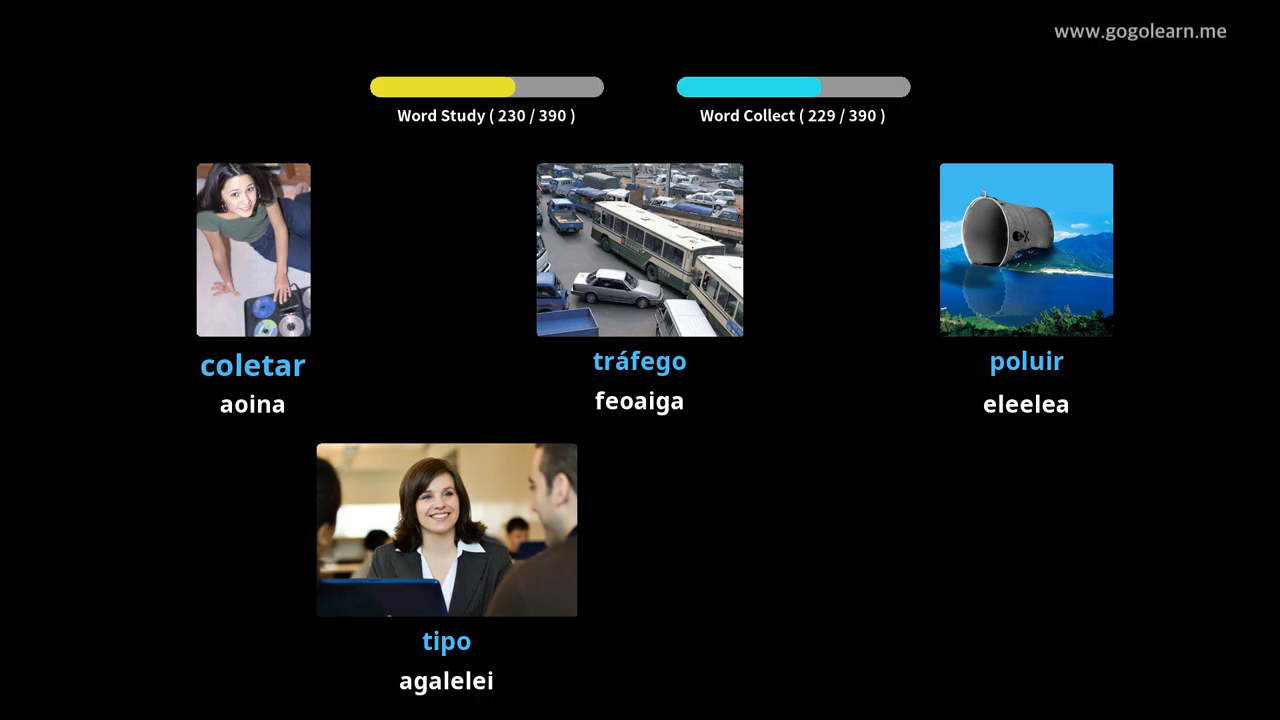 www.gogolearn.me
Word Study ( 230 / 390 )
Word Collect ( 229 / 390 )
coletar
aoina
tráfego
feoaiga
poluir
eleelea
tipo
agalelei